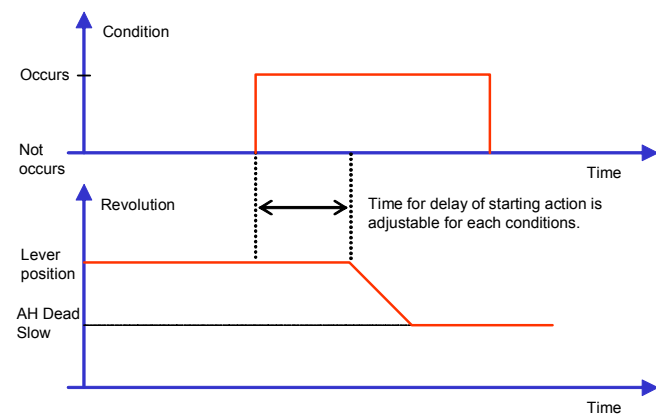 Condition
Occurs
Not
occurs
Time
Revolution
Time for delay of starting action is
adjustable for each conditions.
Lever
position
AH Dead
Slow
Time